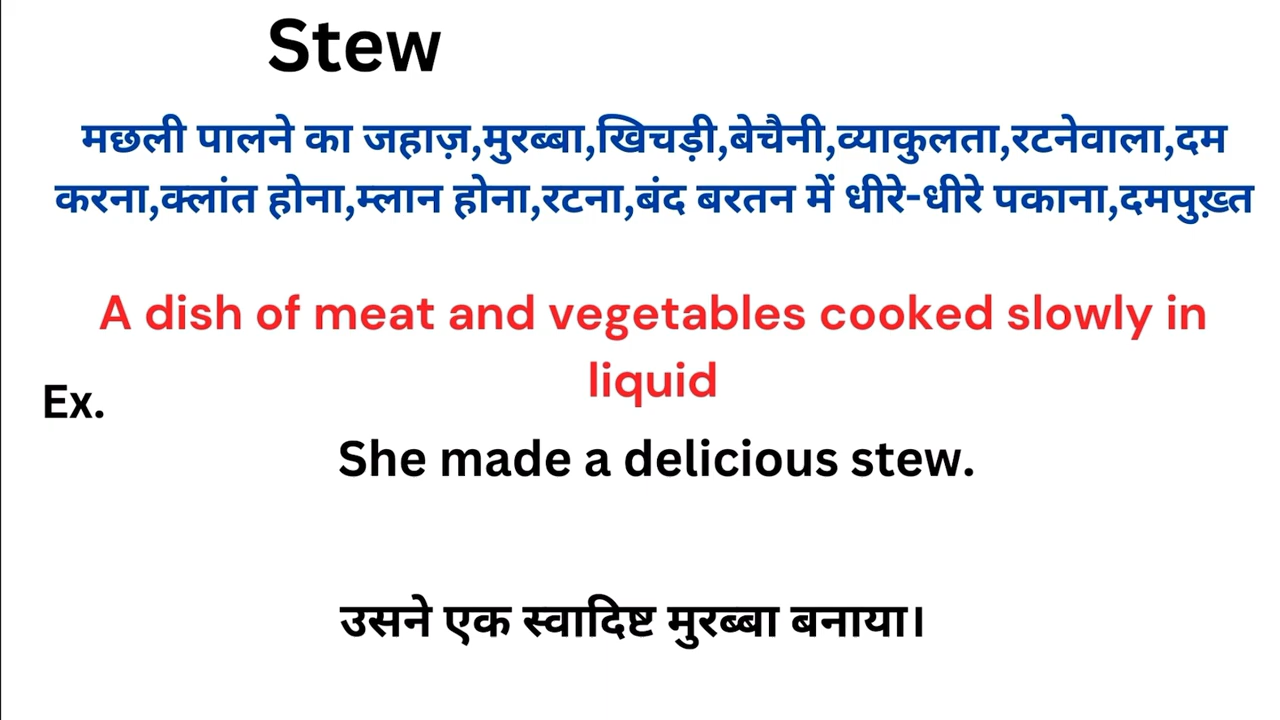 Stew
मछली पालने का जहाज़,मुरब्बा,खिचड़ी,बेचैनी,व्याकुलता,रटनेवाला,दम
करना,क्लांत होना,म्लान होना,रटना,बंद बरतन में धीरे-धीरे पकाना,दमपुख़्त
A dish of meat and vegetables cooked slowly in
liquid
Ex.
She made a delicious stew.
उसने एक स्वादिष्ट मुरब्बा बनाया।